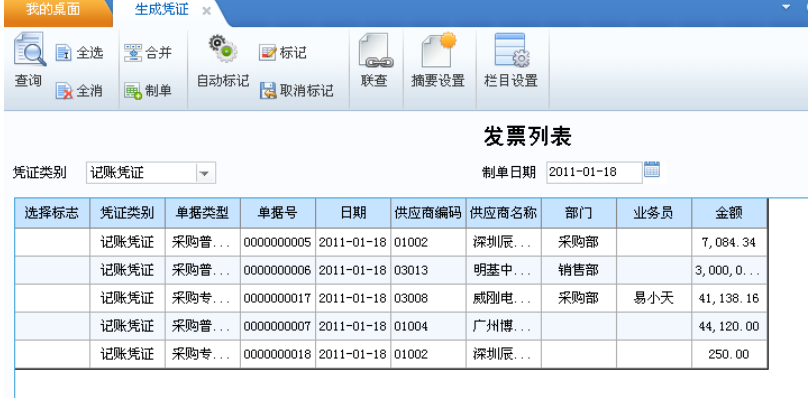 我的桌面 生成凭证
全选 合并 标记
查询 自动标记 联查 摘要设置 栏目设置
全消 制单 取消标记
发票列表
凭证类别 记账凭证 制单日期 2011-01-18
选择标志 凭证类别 单据类型 单据号 日期 供应商编码 供应商名称 部门 业务员 金额
记账凭证 采购普... 0000000005 2011-01-18 01002 深圳辰... 采购部 7,084.34
记账凭证 采购普... 0000000006 2011-01-18 03013 明基中... 销售部 3,000,0...
记账凭证 采购专... 0000000017 2011-01-18 03008 威刚电... 采购部 易小天 41,138.16
记账凭证 采购普... 0000000007 2011-01-18 01004 广州博... 44,120.00
记账凭证 采购专... 0000000018 2011-01-18 01002 深圳辰... 250.00